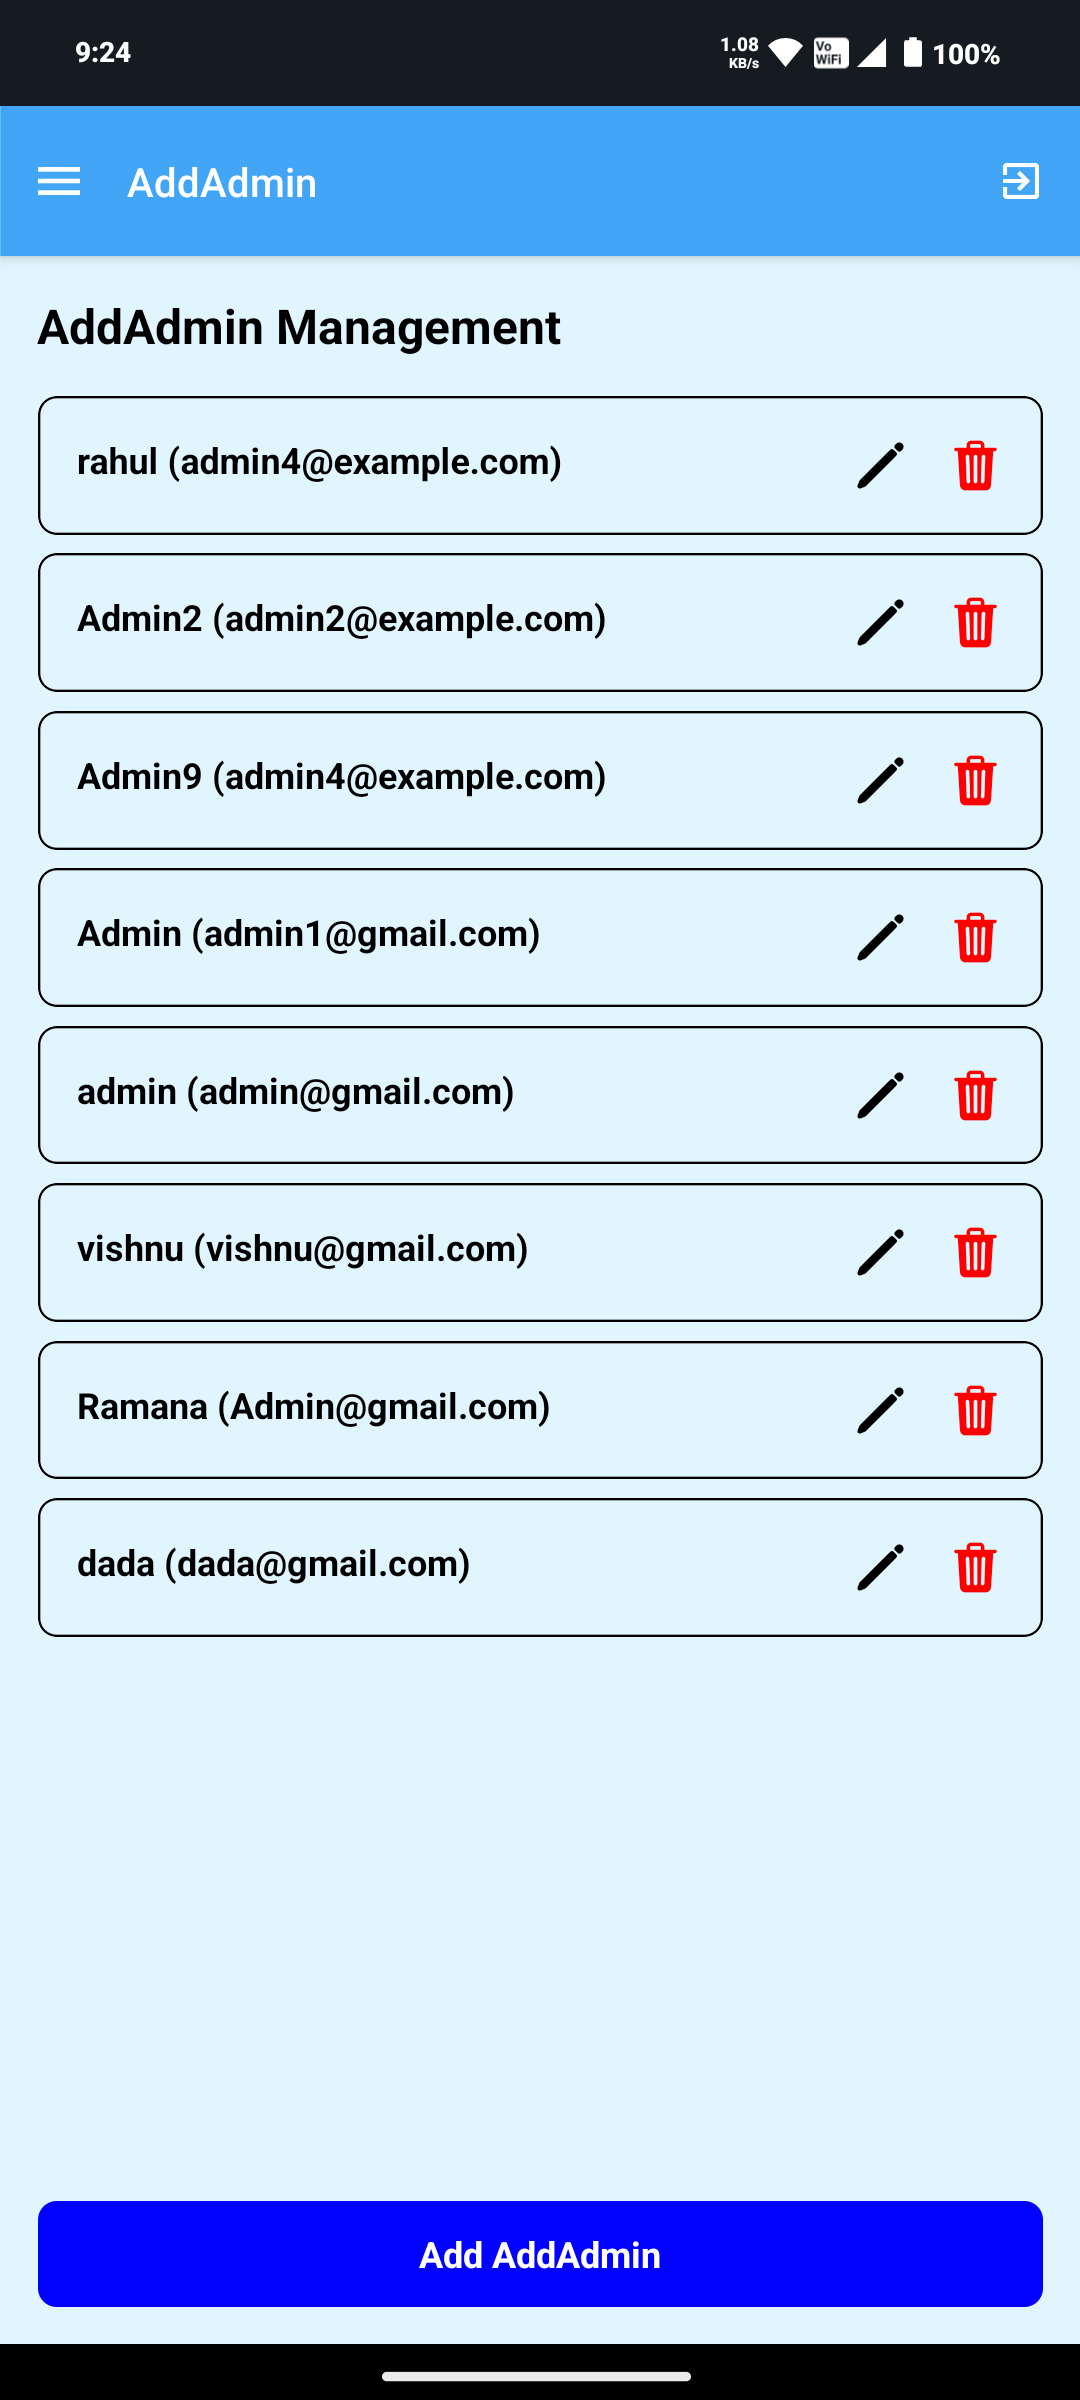 9:24
1.08
KB/s
Vo
WiFi
100%
AddAdmin
AddAdmin Management
rahul (admin4@example.com)
Admin2 (admin2@example.com)
Admin9 (admin4@example.com)
Admin (admin1@gmail.com)
admin (admin@gmail.com)
vishnu (vishnu@gmail.com)
Ramana (Admin@gmail.com)
dada (dada@gmail.com)
Add AddAdmin